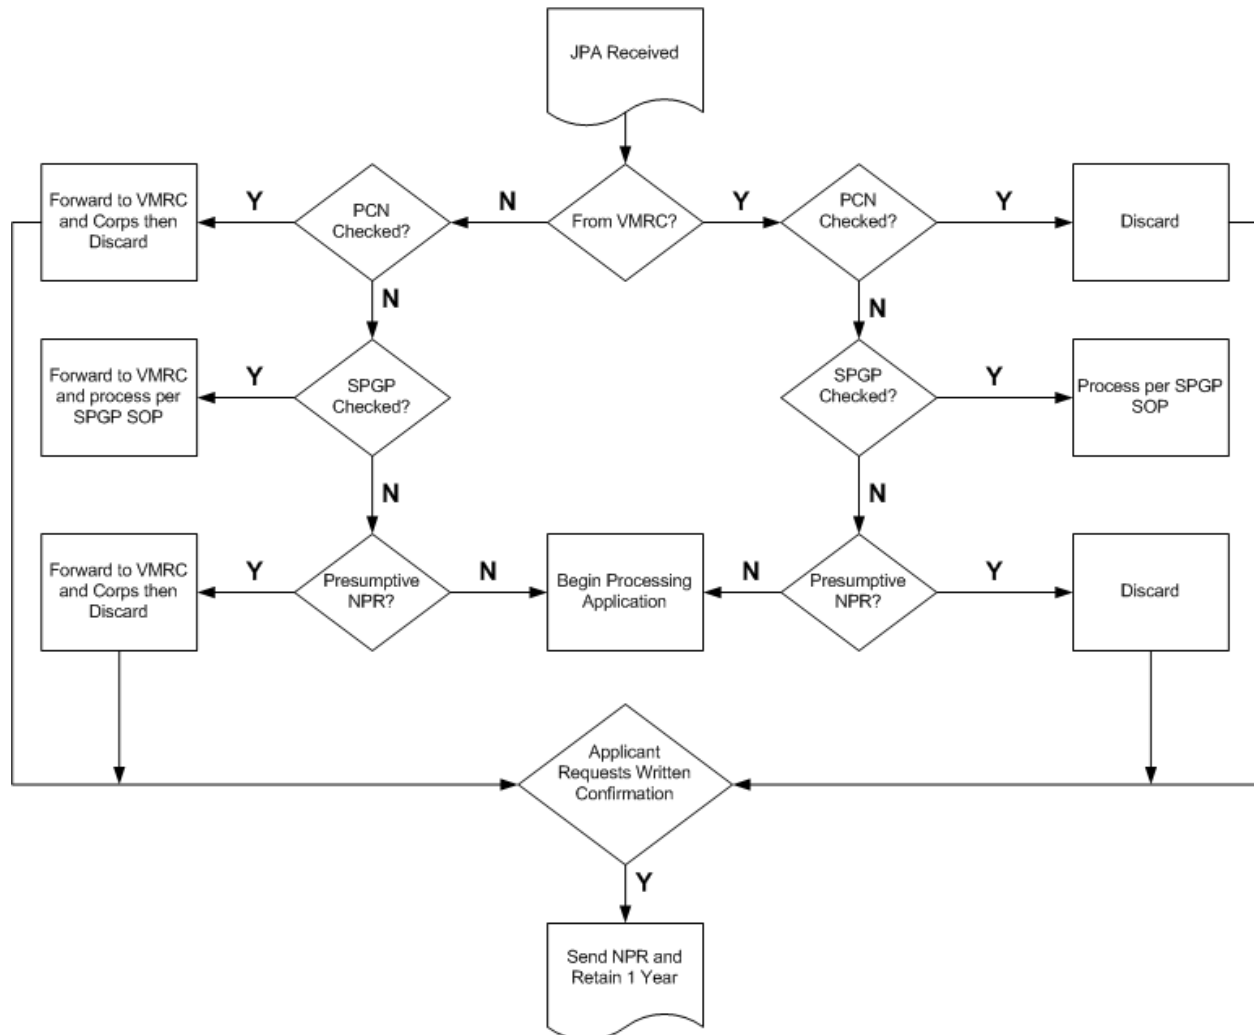 JPA Received
Forward to VMRC
and Corps then
Discard
Y
PCN
Checked?
N
From VMRC?
Y
PCN
Checked?
Y
Discard
N
N
Forward to VMRC
and process per
SPGP SOP
Y
SPGP
Checked?
SPGP
Checked?
Y
Process per SPGP
SOP
N
N
Forward to VMRC
and Corps then
Discard
Y
Presumptive
NPR?
N
Begin Processing
Application
N
Presumptive
NPR?
Y
Discard
Applicant
Requests Written
Confirmation
Y
Send NPR and
Retain 1 Year